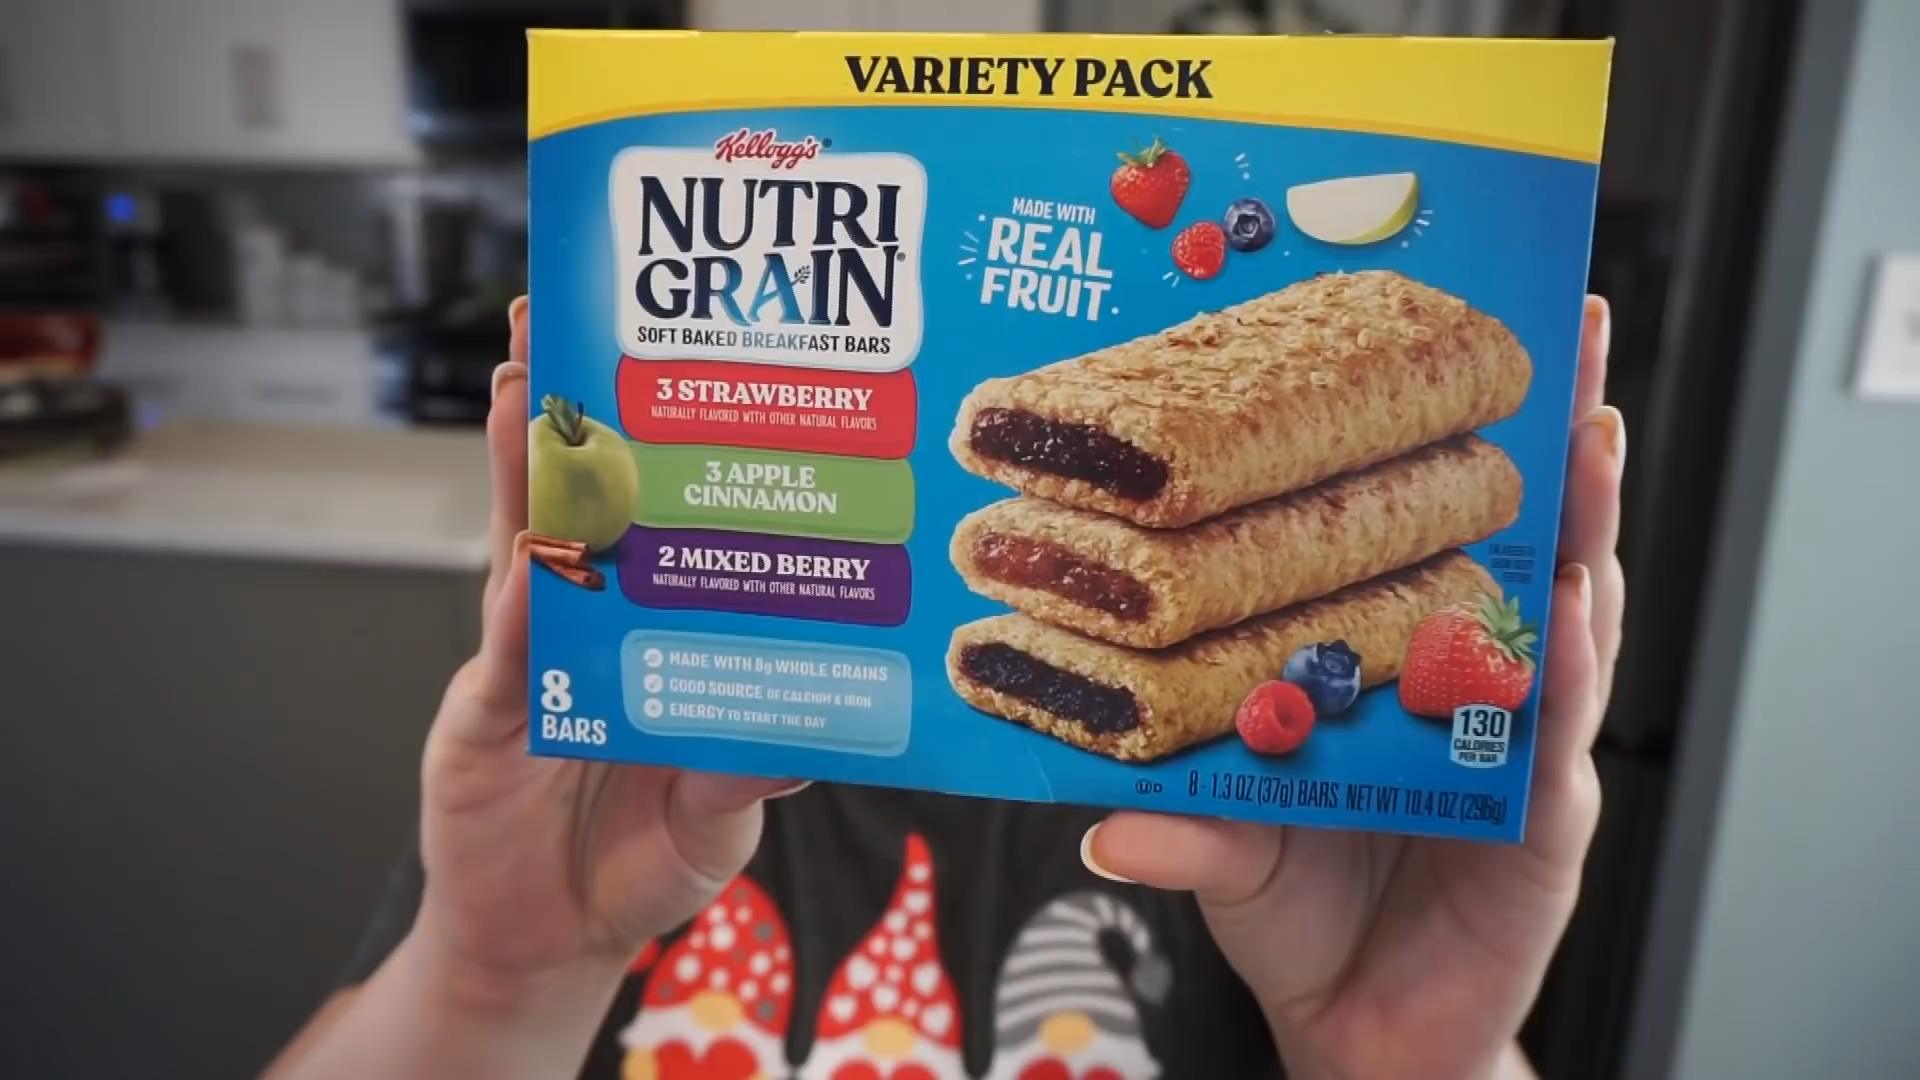 VARIETY PACK
Kellogg's®
NUTRI
GRAIN®
SOFT BAKED BREAKFAST BARS
MADE WITH
REAL
FRUIT
3 STRAWBERRY
NATURALLY FLAVORED WITH OTHER NATURAL FLAVORS
3 APPLE
CINNAMON
2 MIXED BERRY
NATURALLY FLAVORED WITH OTHER NATURAL FLAVORS
MADE WITH 8g WHOLE GRAINS
GOOD SOURCE OF CALCIUM & IRON
ENERGY TO START THE DAY
8
BARS
130
CALORIES
PER BAR
U D
8 - 1.3 OZ (37g) BARS NET WT 10.4 OZ (296g)